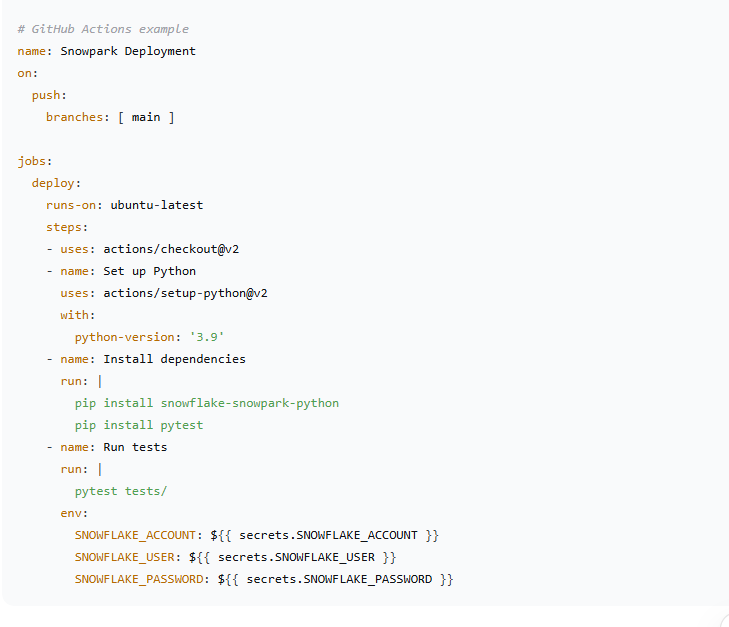 # GitHub Actions example
name: Snowpark Deployment
on:
  push:
    branches: [ main ]

jobs:
  deploy:
    runs-on: ubuntu-latest
    steps:
    - uses: actions/checkout@v2
    - name: Set up Python
      uses: actions/setup-python@v2
      with:
        python-version: '3.9'
    - name: Install dependencies
      run: |
        pip install snowflake-snowpark-python
        pip install pytest
    - name: Run tests
      run: |
        pytest tests/
      env:
        SNOWFLAKE_ACCOUNT: ${{ secrets.SNOWFLAKE_ACCOUNT }}
        SNOWFLAKE_USER: ${{ secrets.SNOWFLAKE_USER }}
        SNOWFLAKE_PASSWORD: ${{ secrets.SNOWFLAKE_PASSWORD }}